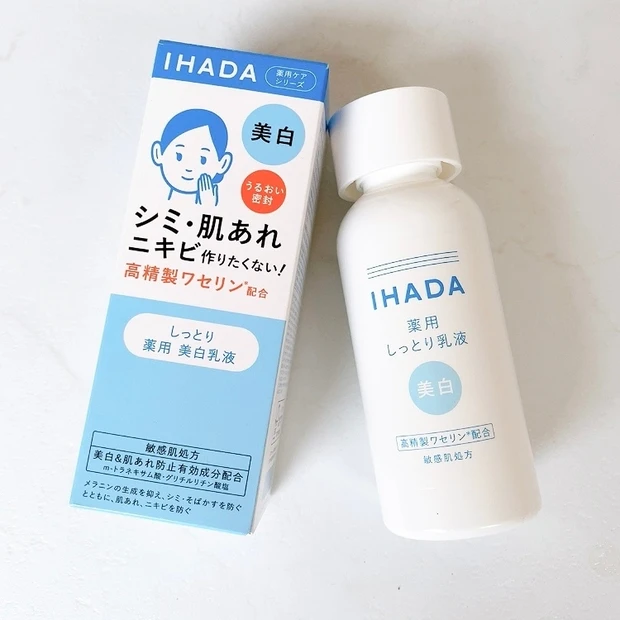 IHADA
薬用ケア
シリーズ
美白
うるおい
密封
シミ・肌あれ
ニキビ作りたくない!
高精製ワセリン*配合
しっとり
薬用 美白乳液
敏感肌処方
美白&肌あれ防止有効成分配合
m-トラネキサム酸・グリチルリチン酸塩
メラニンの生成を抑え、シミ・そばかすを防ぐ
とともに、肌あれ、ニキビを防ぐ
IHADA
薬用
しっとり乳液
美白
高精製ワセリン*配合
敏感肌処方